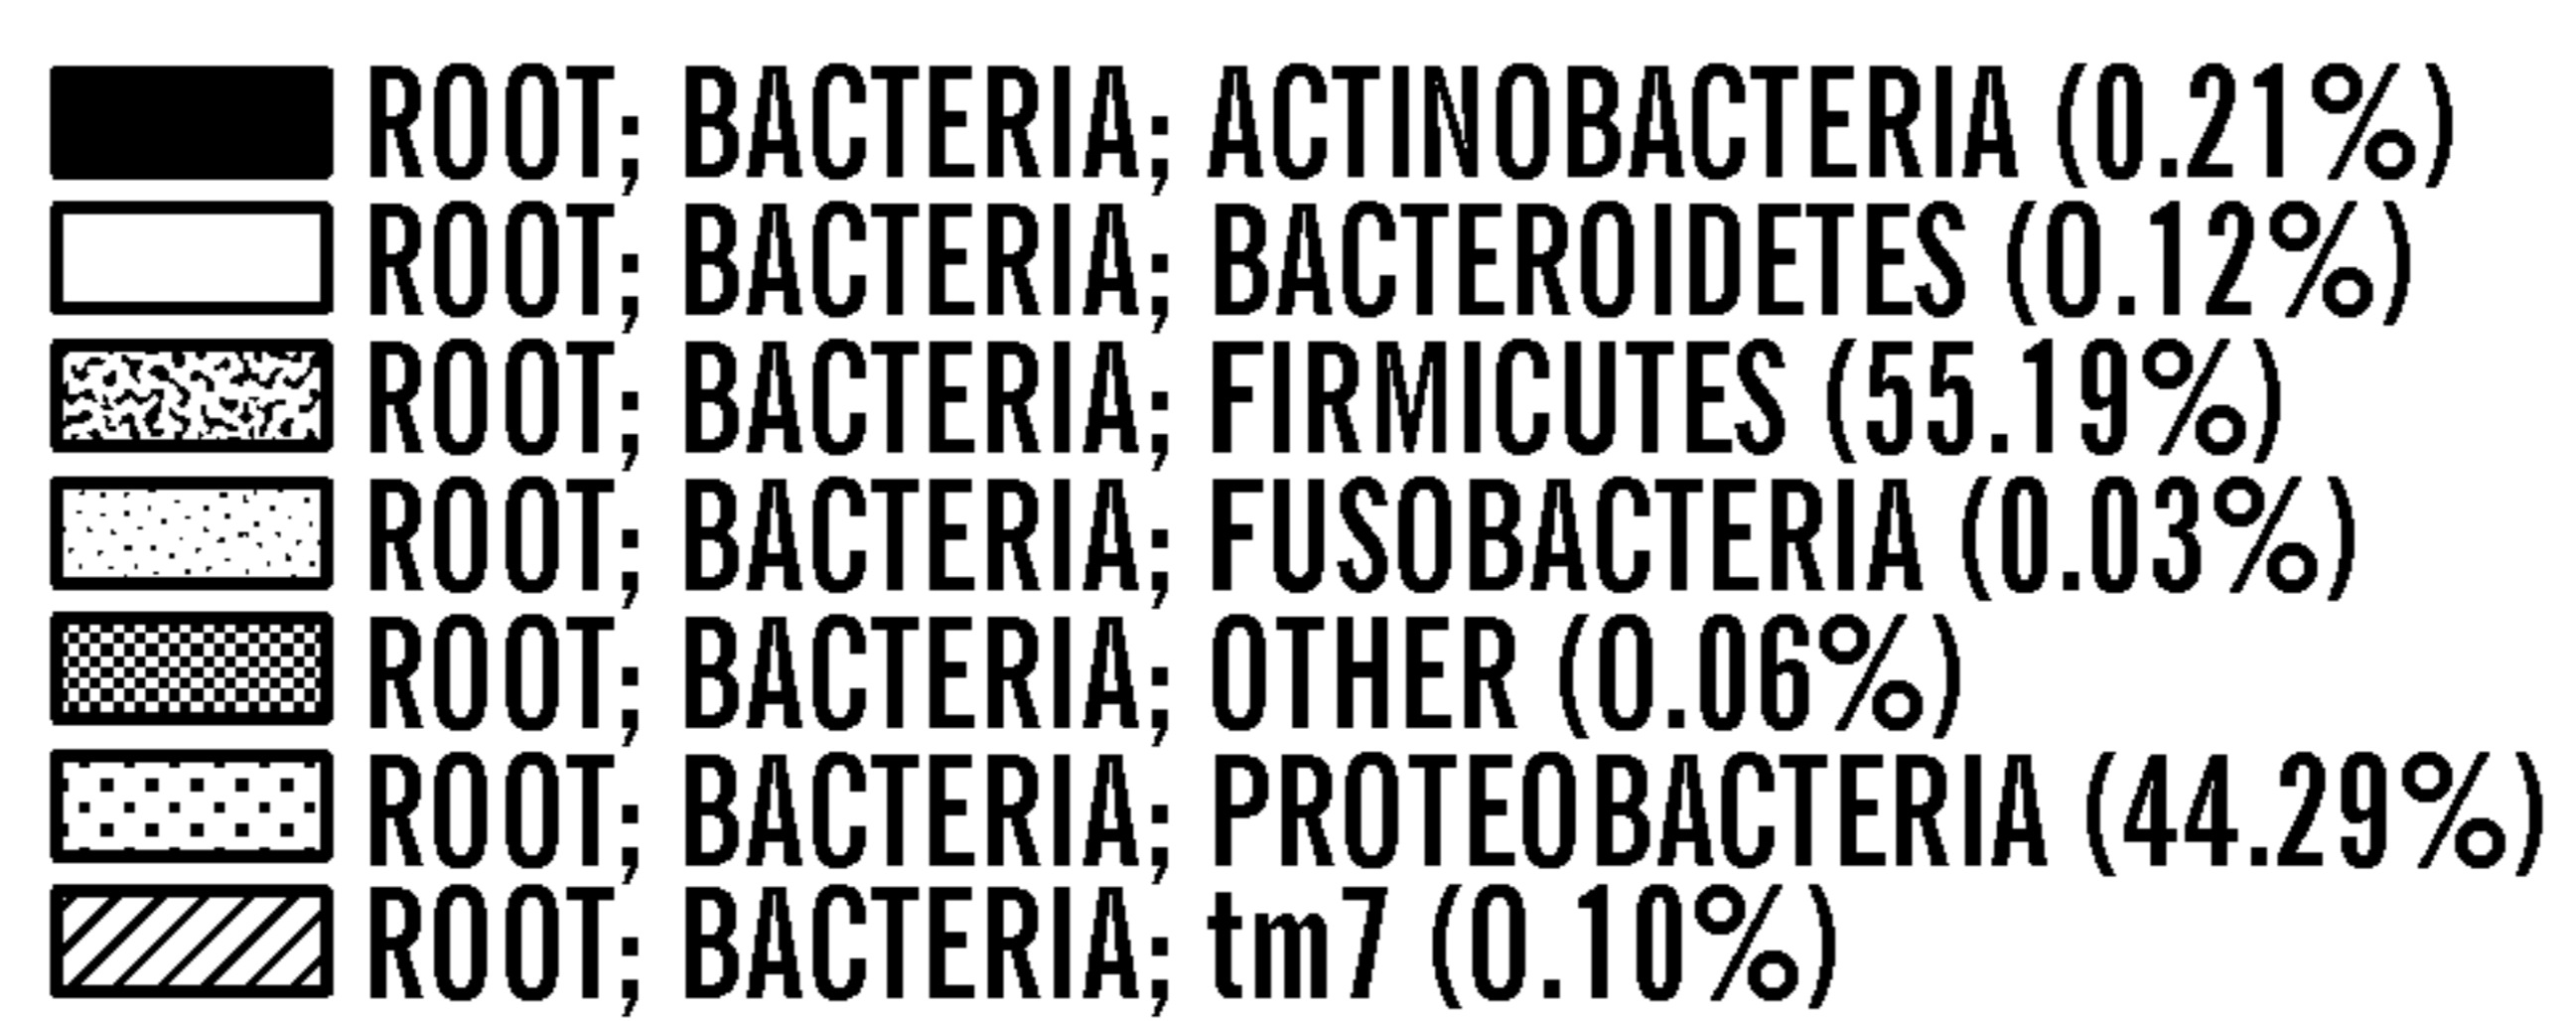 ROOT; BACTERIA; ACTINOBACTERIA (0.21%)
ROOT; BACTERIA; BACTEROIDETES (0.12%)
ROOT; BACTERIA; FIRMICUTES (55.19%)
ROOT; BACTERIA; FUSOBACTERIA (0.03%)
ROOT; BACTERIA; OTHER (0.06%)
ROOT; BACTERIA; PROTEOBACTERIA (44.29%)
ROOT; BACTERIA; tm7 (0.10%)